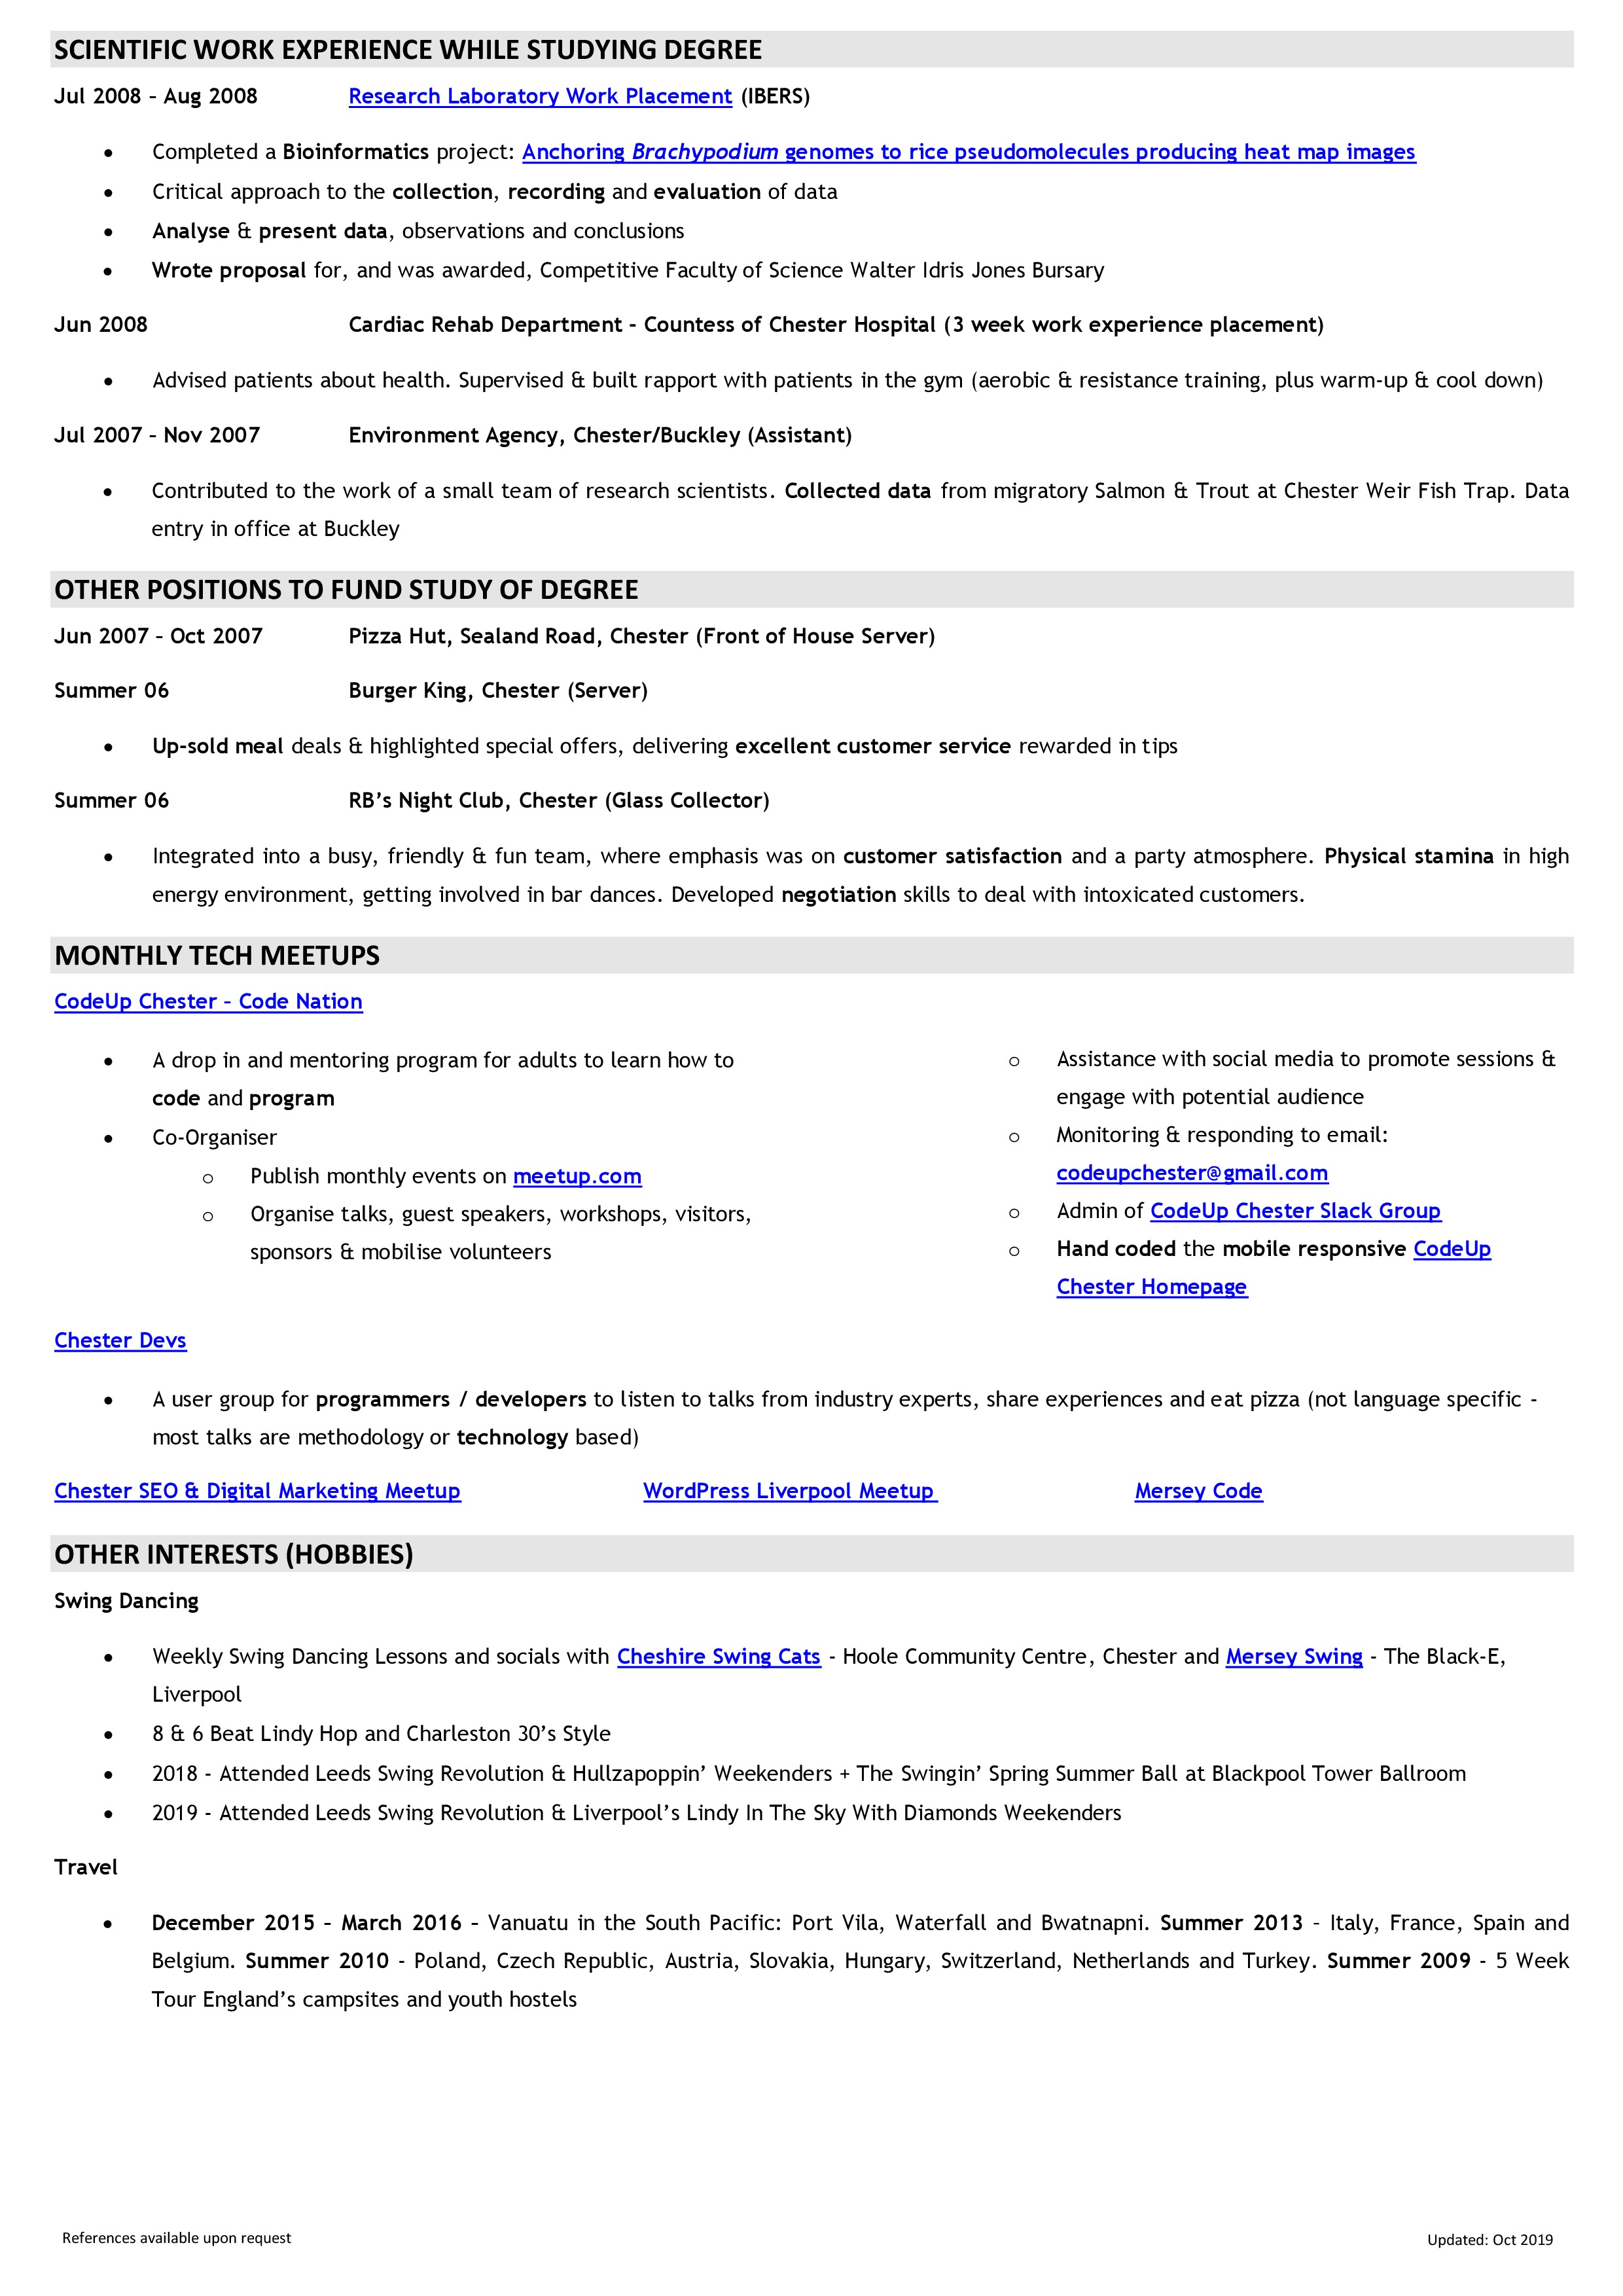 SCIENTIFIC WORK EXPERIENCE WHILE STUDYING DEGREE
Jul 2008 – Aug 2008 Research Laboratory Work Placement (IBERS)
• Completed a Bioinformatics project: Anchoring Brachypodium genomes to rice pseudomolecules producing heat map images
• Critical approach to the collection, recording and evaluation of data
• Analyse & present data, observations and conclusions
• Wrote proposal for, and was awarded, Competitive Faculty of Science Walter Idris Jones Bursary
Jun 2008 Cardiac Rehab Department - Countess of Chester Hospital (3 week work experience placement)
• Advised patients about health. Supervised & built rapport with patients in the gym (aerobic & resistance training, plus warm-up & cool down)
Jul 2007 – Nov 2007 Environment Agency, Chester/Buckley (Assistant)
• Contributed to the work of a small team of research scientists. Collected data from migratory Salmon & Trout at Chester Weir Fish Trap. Data
entry in office at Buckley
OTHER POSITIONS TO FUND STUDY OF DEGREE
Jun 2007 – Oct 2007 Pizza Hut, Sealand Road, Chester (Front of House Server)
Summer 06 Burger King, Chester (Server)
• Up-sold meal deals & highlighted special offers, delivering excellent customer service rewarded in tips
Summer 06 RB’s Night Club, Chester (Glass Collector)
• Integrated into a busy, friendly & fun team, where emphasis was on customer satisfaction and a party atmosphere. Physical stamina in high
energy environment, getting involved in bar dances. Developed negotiation skills to deal with intoxicated customers.
MONTHLY TECH MEETUPS
CodeUp Chester – Code Nation
• A drop in and mentoring program for adults to learn how to
code and program
• Co-Organiser
o Publish monthly events on meetup.com
o Organise talks, guest speakers, workshops, visitors,
sponsors & mobilise volunteers
o Assistance with social media to promote sessions &
engage with potential audience
o Monitoring & responding to email:
codeupchester@gmail.com
o Admin of CodeUp Chester Slack Group
o Hand coded the mobile responsive CodeUp
Chester Homepage
Chester Devs
• A user group for programmers / developers to listen to talks from industry experts, share experiences and eat pizza (not language specific -
most talks are methodology or technology based)
Chester SEO & Digital Marketing Meetup WordPress Liverpool Meetup Mersey Code
OTHER INTERESTS (HOBBIES)
Swing Dancing
• Weekly Swing Dancing Lessons and socials with Cheshire Swing Cats - Hoole Community Centre, Chester and Mersey Swing - The Black-E,
Liverpool
• 8 & 6 Beat Lindy Hop and Charleston 30’s Style
• 2018 - Attended Leeds Swing Revolution & Hullzapoppin’ Weekenders + The Swingin’ Spring Summer Ball at Blackpool Tower Ballroom
• 2019 - Attended Leeds Swing Revolution & Liverpool’s Lindy In The Sky With Diamonds Weekenders
Travel
• December 2015 – March 2016 – Vanuatu in the South Pacific: Port Vila, Waterfall and Bwatnapni. Summer 2013 - Italy, France, Spain and
Belgium. Summer 2010 - Poland, Czech Republic, Austria, Slovakia, Hungary, Switzerland, Netherlands and Turkey. Summer 2009 - 5 Week
Tour England’s campsites and youth hostels
References available upon request
Updated: Oct 2019